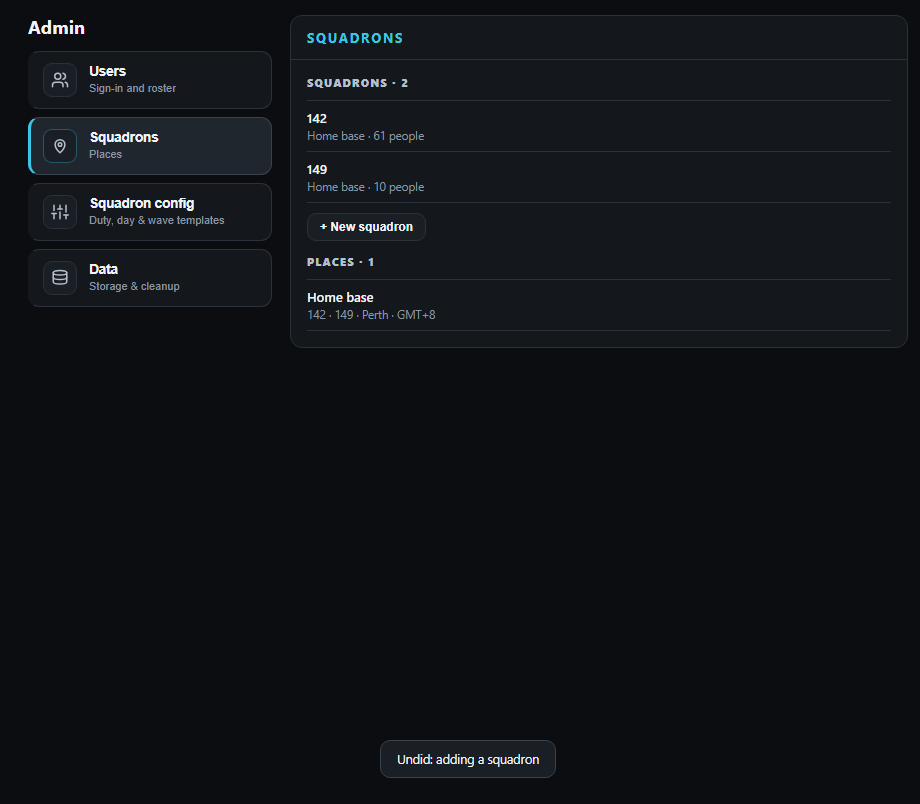 Admin
Users
Sign-in and roster
Squadrons
Places
Squadron config
Duty, day & wave templates
Data
Storage & cleanup
SQUADRONS
SQUADRONS · 2
142
Home base · 61 people
149
Home base · 10 people
+ New squadron
PLACES · 1
Home base
142 · 149 · Perth · GMT+8
Undid: adding a squadron